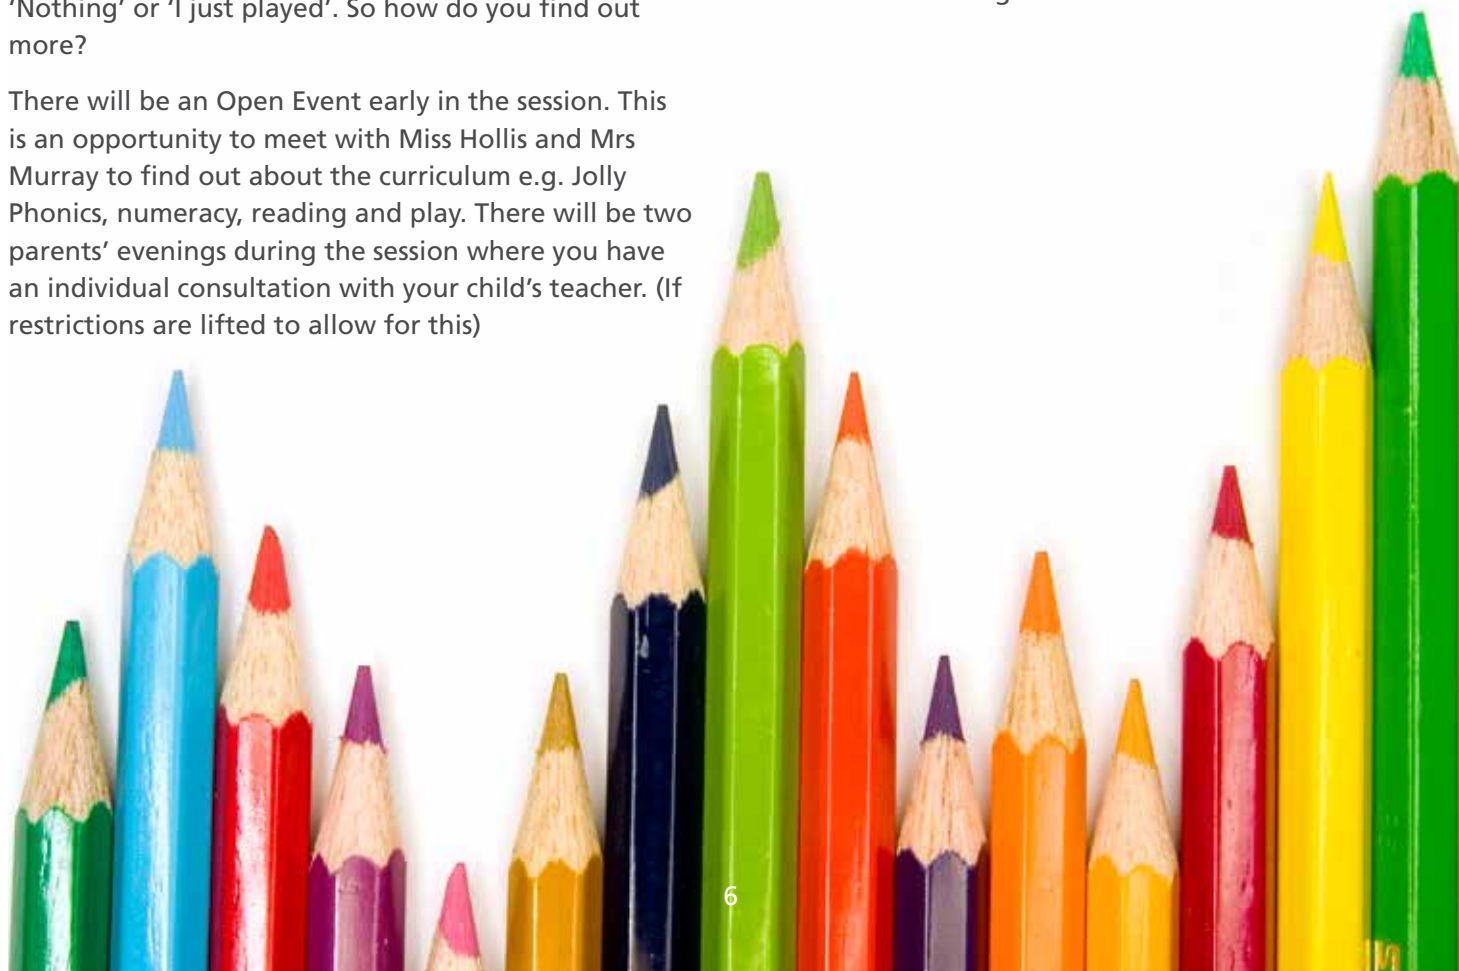 'Nothing' or 'I just played'. So how do you find out
more?
There will be an Open Event early in the session. This
is an opportunity to meet with Miss Hollis and Mrs
Murray to find out about the curriculum e.g. Jolly
Phonics, numeracy, reading and play. There will be two
parents' evenings during the session where you have
an individual consultation with your child's teacher. (If
restrictions are lifted to allow for this)
6